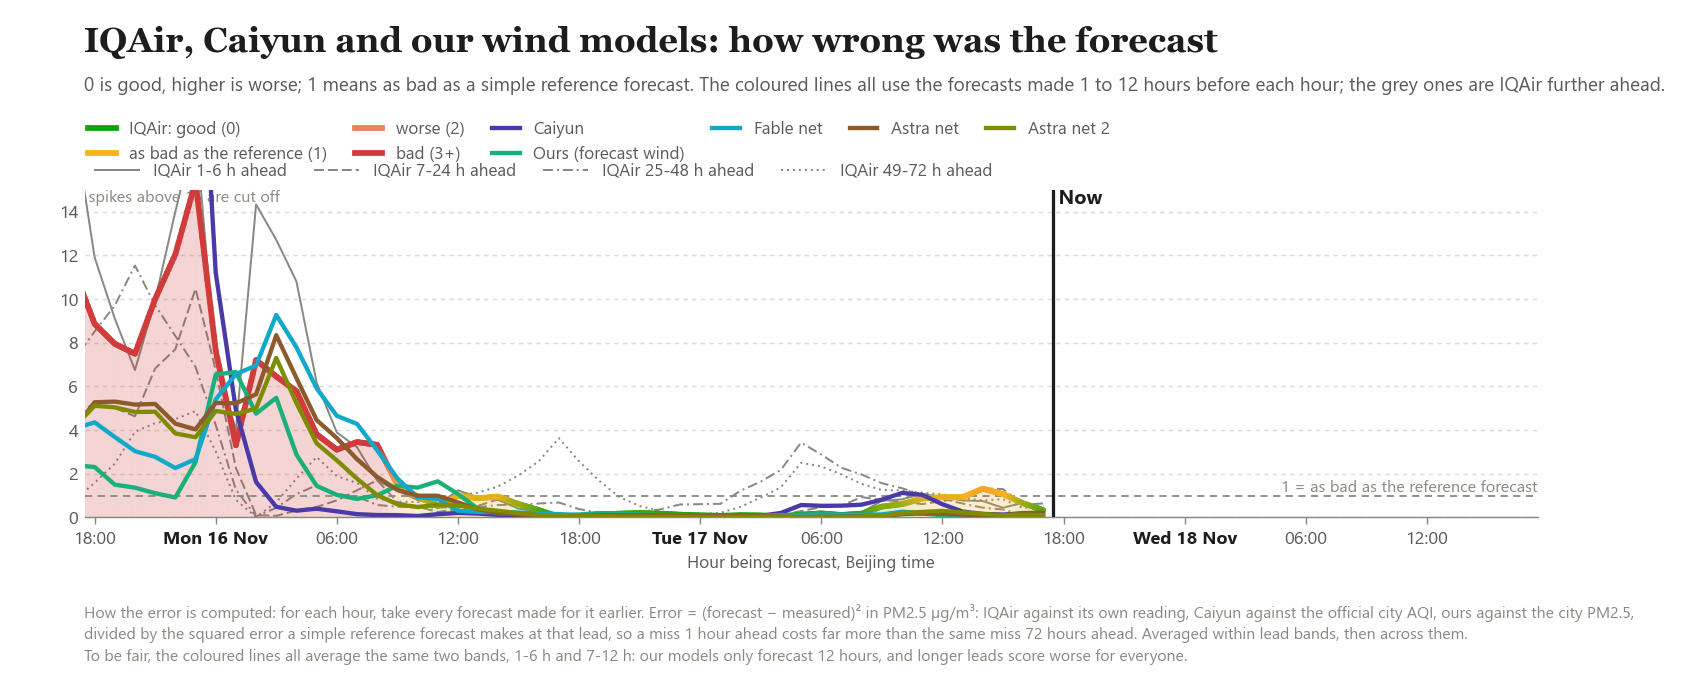 IQAir, Caiyun and our wind models: how wrong was the forecast
0 is good, higher is worse; 1 means as bad as a simple reference forecast. The coloured lines all use the forecasts made 1 to 12 hours before each hour; the grey ones are IQAir further ahead.
IQAir: good (0) worse (2) Caiyun Fable net Astra net Astra net 2
as bad as the reference (1) bad (3+) Ours (forecast wind)
IQAir 1-6 h ahead IQAir 7-24 h ahead IQAir 25-48 h ahead IQAir 49-72 h ahead
spikes above are cut off
Now
14
12
10
8
6
4
2
1 = as bad as the reference forecast
0
18:00 Mon 16 Nov 06:00 12:00 18:00 Tue 17 Nov 06:00 12:00 18:00 Wed 18 Nov 06:00 12:00
Hour being forecast, Beijing time
How the error is computed: for each hour, take every forecast made for it earlier. Error = (forecast − measured)² in PM2.5 µg/m³: IQAir against its own reading, Caiyun against the official city AQI, ours against the city PM2.5,
divided by the squared error a simple reference forecast makes at that lead, so a miss 1 hour ahead costs far more than the same miss 72 hours ahead. Averaged within lead bands, then across them.
To be fair, the coloured lines all average the same two bands, 1-6 h and 7-12 h: our models only forecast 12 hours, and longer leads score worse for everyone.